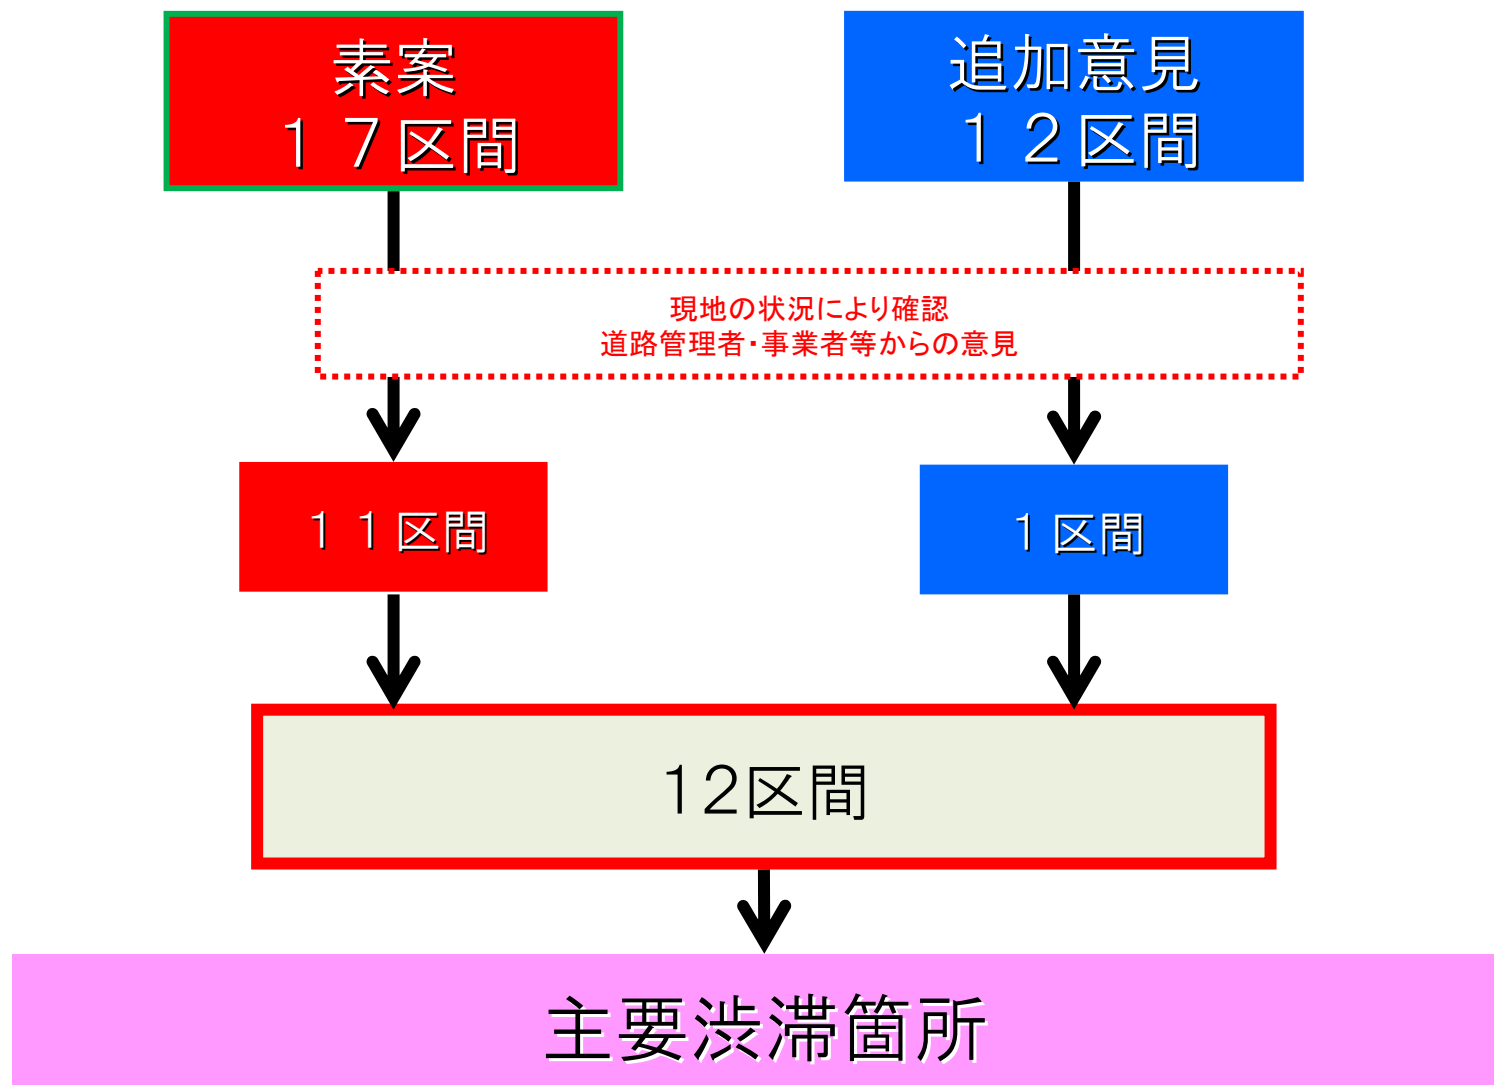 素案
１７区間
追加意見
１２区間
現地の状況により確認
道路管理者・事業者等からの意見
１１区間
１区間
12区間
主要渋滞箇所